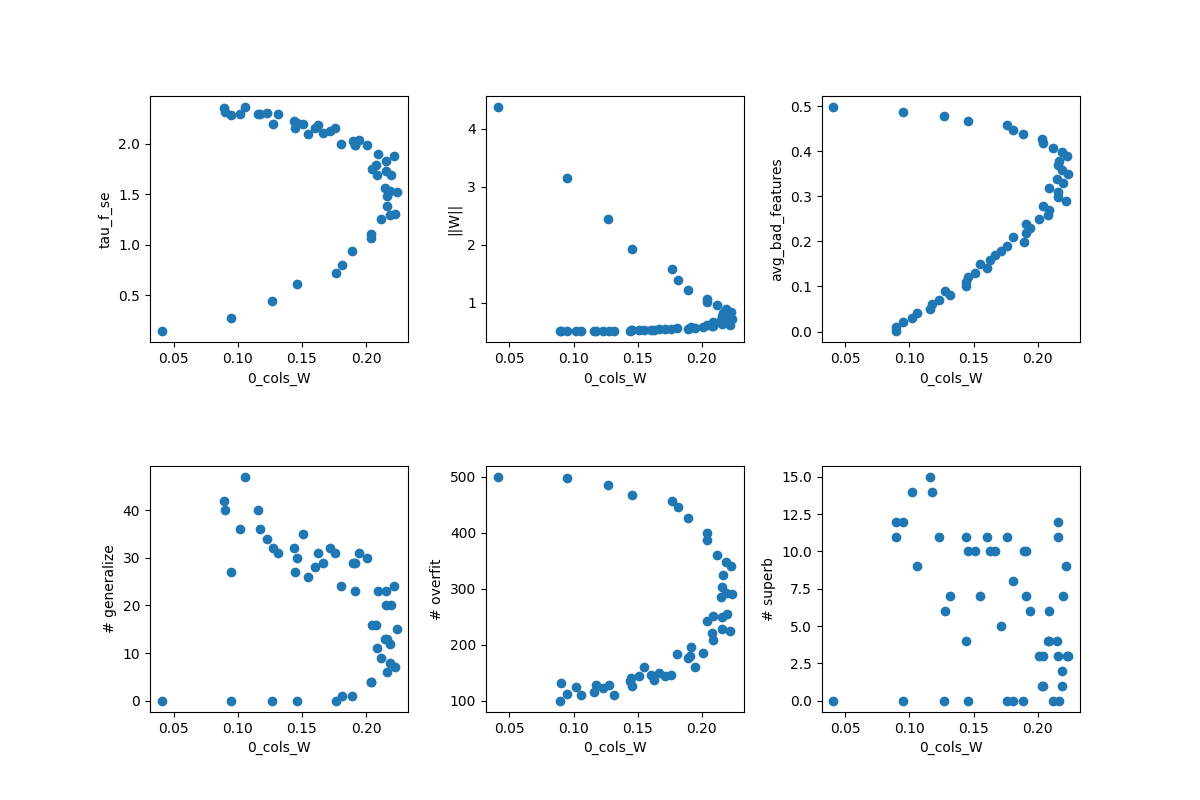 tau_f_se
2.0
1.5
1.0
0.5
0.05 0.10 0.15 0.20
0_cols_W
||W||
4
3
2
1
0.05 0.10 0.15 0.20
0_cols_W
avg_bad_features
0.5
0.4
0.3
0.2
0.1
0.0
0.05 0.10 0.15 0.20
0_cols_W
# generalize
40
30
20
10
0
0.05 0.10 0.15 0.20
0_cols_W
# overfit
500
400
300
200
100
0.05 0.10 0.15 0.20
0_cols_W
# superb
15.0
12.5
10.0
7.5
5.0
2.5
0.0
0.05 0.10 0.15 0.20
0_cols_W